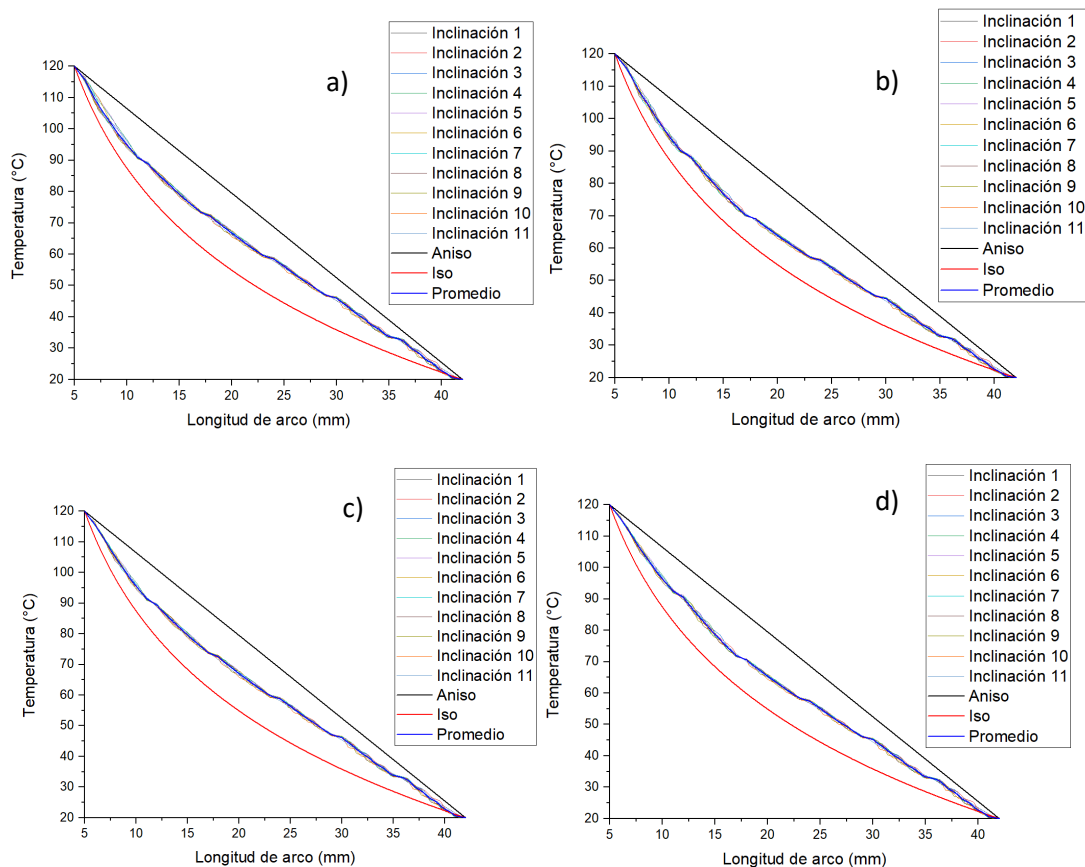 a)
Temperatura (°C)
120
110
100
90
80
70
60
50
40
30
20
5
10
15
20
25
30
35
40
Longitud de arco (mm)
Inclinación 1
Inclinación 2
Inclinación 3
Inclinación 4
Inclinación 5
Inclinación 6
Inclinación 7
Inclinación 8
Inclinación 9
Inclinación 10
Inclinación 11
Aniso
Iso
Promedio
b)
Temperatura (°C)
120
110
100
90
80
70
60
50
40
30
20
5
10
15
20
25
30
35
40
Longitud de arco (mm)
Inclinación 1
Inclinación 2
Inclinación 3
Inclinación 4
Inclinación 5
Inclinación 6
Inclinación 7
Inclinación 8
Inclinación 9
Inclinación 10
Inclinación 11
Aniso
Iso
Promedio
c)
Temperatura (°C)
120
110
100
90
80
70
60
50
40
30
20
5
10
15
20
25
30
35
40
Longitud de arco (mm)
Inclinación 1
Inclinación 2
Inclinación 3
Inclinación 4
Inclinación 5
Inclinación 6
Inclinación 7
Inclinación 8
Inclinación 9
Inclinación 10
Inclinación 11
Aniso
Iso
Promedio
d)
Temperatura (°C)
120
110
100
90
80
70
60
50
40
30
20
5
10
15
20
25
30
35
40
Longitud de arco (mm)
Inclinación 1
Inclinación 2
Inclinación 3
Inclinación 4
Inclinación 5
Inclinación 6
Inclinación 7
Inclinación 8
Inclinación 9
Inclinación 10
Inclinación 11
Aniso
Iso
Promedio